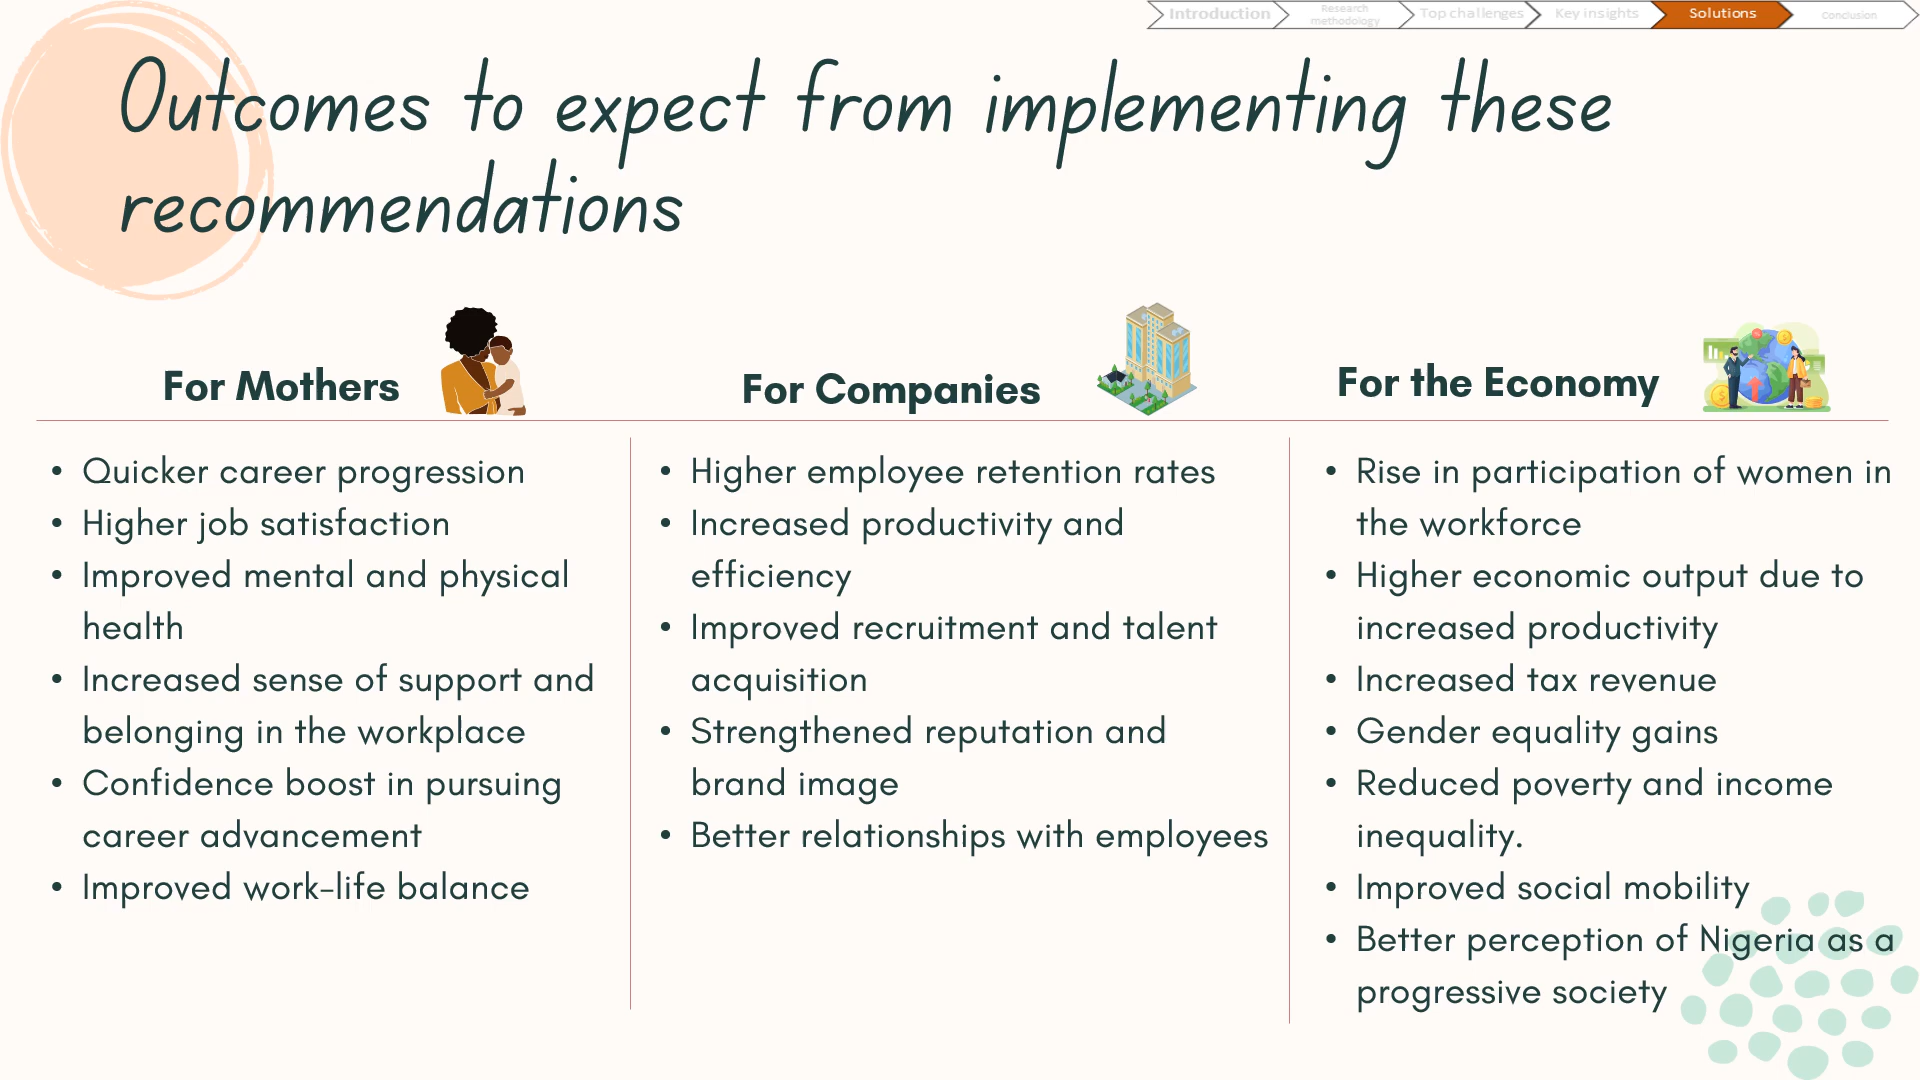 Introduction
Research
methodology
Top challenges
Key insights
Solutions
Conclusion
Outcomes to expect from implementing these
recommendations
For Mothers
• Quicker career progression
• Higher job satisfaction
• Improved mental and physical
health
• Increased sense of support and
belonging in the workplace
• Confidence boost in pursuing
career advancement
• Improved work-life balance
For Companies
• Higher employee retention rates
• Increased productivity and
efficiency
• Improved recruitment and talent
acquisition
• Strengthened reputation and
brand image
• Better relationships with employees
For the Economy
• Rise in participation of women in
the workforce
• Higher economic output due to
increased productivity
• Increased tax revenue
• Gender equality gains
• Reduced poverty and income
inequality.
• Improved social mobility
• Better perception of Nigeria as a
progressive society